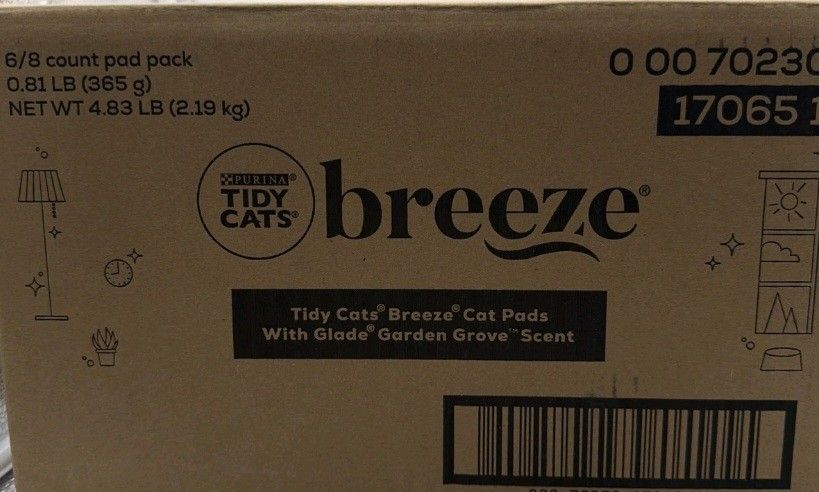 6/8 count pad pack
0.81 LB (365 g)
NET WT 4.83 LB (2.19 kg)
0 00 70230
17065 1
PURINA®
TIDY
CATS®
breeze®
Tidy Cats® Breeze® Cat Pads
With Glade® Garden Grove™ Scent